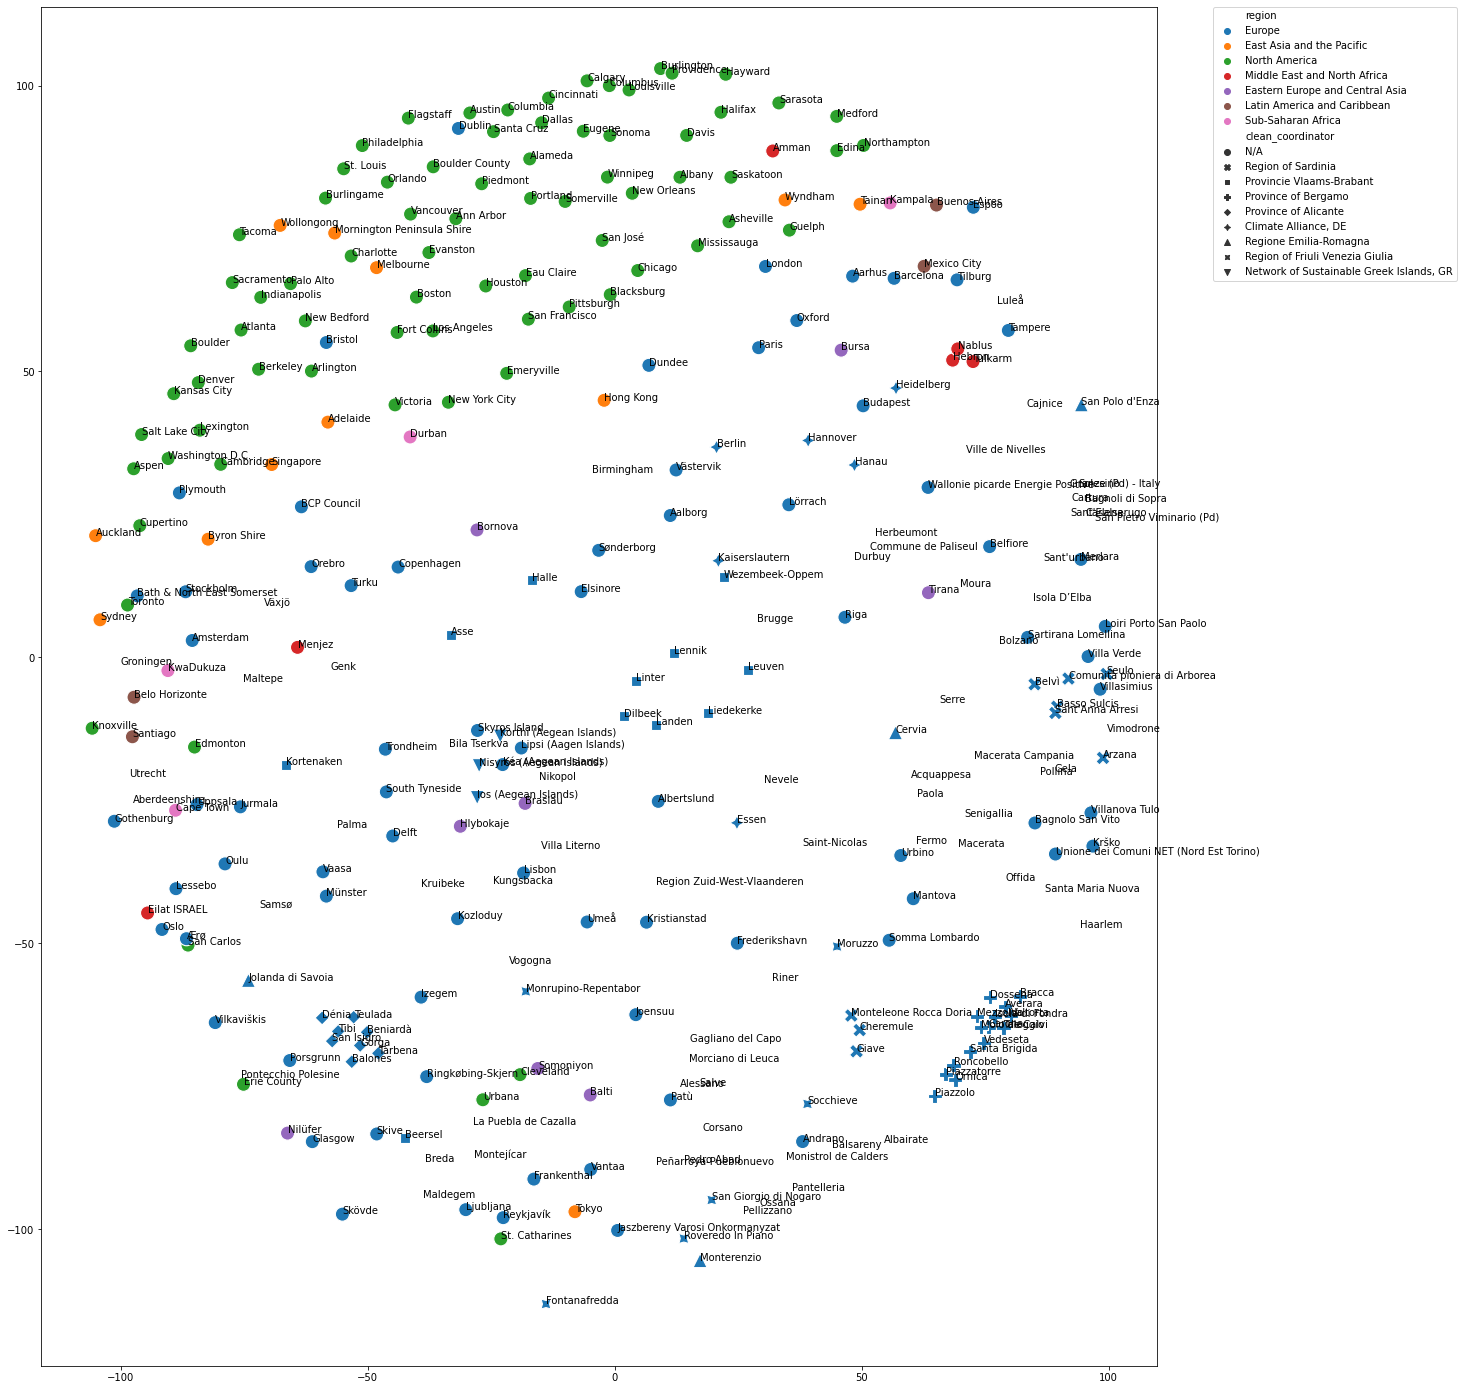 region
Europe
East Asia and the Pacific
North America
Middle East and North Africa
Eastern Europe and Central Asia
Latin America and Caribbean
Sub-Saharan Africa
clean_coordinator
N/A
Region of Sardinia
Provincie Vlaams-Brabant
Province of Bergamo
Province of Alicante
Climate Alliance, DE
Regione Emilia-Romagna
Region of Friuli Venezia Giulia
Network of Sustainable Greek Islands, GR
100
50
0
−50
−100
−100
−50
0
50
100
Burlington
Providence
Hayward
Calgary
Columbus
Louisville
Cincinnati
Sarasota
Flagstaff
Austin
Columbia
Halifax
Medford
Dublin
Santa Cruz
Dallas
Eugene
Sonoma
Davis
Philadelphia
Amman
Edina
Northampton
St. Louis
Boulder County
Alameda
Orlando
Piedmont
Winnipeg
Albany
Saskatoon
Burlingame
Portland
Somerville
New Orleans
Wyndham
Tainan
Kampala
Buenos Aires
Espoo
Vancouver
Ann Arbor
Asheville
Guelph
Wollongong
Tacoma
Mornington Peninsula Shire
San José
Mississauga
Charlotte
Evanston
Melbourne
Chicago
London
Mexico City
Sacramento
Palo Alto
Eau Claire
Houston
Aarhus
Barcelona
Tilburg
Indianapolis
Boston
Blacksburg
Pittsburgh
Luleå
New Bedford
San Francisco
Oxford
Atlanta
Fort Collins
Los Angeles
Tampere
Boulder
Bristol
Paris
Bursa
Nablus
Hebron
Tulkarm
Berkeley
Arlington
Emeryville
Dundee
Denver
Kansas City
Heidelberg
Victoria
New York City
Hong Kong
Budapest
Cajnice
San Polo d'Enza
Adelaide
Salt Lake City
Lexington
Durban
Berlin
Hannover
Ville de Nivelles
Washington D.C.
Aspen
Cambridge
Singapore
Birmingham
Västervik
Hanau
Plymouth
Wallonie picarde Energie Positive
BCP Council
Lörrach
Bagnoli di Sopra
Aalborg
San Pietro Viminario (Pd)
Cupertino
Auckland
Byron Shire
Bornova
Herbeumont
Sønderborg
Commune de Paliseul
Belfiore
Kaiserslautern
Durbuy
Sant'urbano
Merlara
Örebro
Copenhagen
Wezembeek-Oppem
Halle
Turku
Elsinore
Moura
Stockholm
Bath & North East Somerset
Tirana
Isola D'Elba
Toronto
Växjö
Sydney
Brugge
Riga
Loiri Porto San Paolo
Asse
Sartirana Lomellina
Bolzano
Amsterdam
Menjez
Lennik
Villa Verde
Groningen
KwaDukuza
Genk
Leuven
Seulo
Comunità pioniera di Arborea
Maltepe
Linter
Belvì
Villasimius
Belo Horizonte
Serre
Basso Sulcis
Dilbeek
Liedekerke
Sant'Anna Arresi
Landen
Knoxville
Skyros Island
Korthi (Aegean Islands)
Cervia
Vimodrone
Santiago
Edmonton
Bila Tserkva
Lipsi (Aagen Islands)
Trondheim
Macerata Campania
Arzana
Kortenaken
Nisyros (Aegean Islands)
Kéa (Aegean Islands)
Gela
Pollina
Utrecht
Nikopol
Nevele
Acquappesa
South Tyneside
Ios (Aegean Islands)
Paola
Aberdeenshire
Uppsala
Jurmala
Braslau
Albertslund
Cape Town
Villanova Tulo
Senigallia
Gothenburg
Palma
Hlybokaje
Essen
Bagnolo San Vito
Delft
Villa Literno
Saint-Nicolas
Fermo
Macerata
Krško
Urbino
Unione dei Comuni NET (Nord Est Torino)
Oulu
Vaasa
Lisbon
Kruibeke
Kungsbacka
Region Zuid-West-Vlaanderen
Offida
Lessebo
Münster
Santa Maria Nuova
Mantova
Samsø
Eilat ISRAEL
Kozloduy
Umeå
Kristianstad
Haarlem
Oslo
Ærø
San Carlos
Frederikshavn
Moruzzo
Somma Lombardo
Vogogna
Jolanda di Savoia
Riner
Monrupino-Repentabor
Izegem
Dossena
Bracca
Averara
Vilkaviškis
Dénia
Teulada
Joensuu
Monteleone Rocca Doria
Tibi
Beniardà
Cheremule
San Isidro
Gorga
Gagliano del Capo
Vedeseta
Tàrbena
Giave
Santa Brigida
Porsgrunn
Balones
Morciano di Leuca
Roncobello
Pontecchio Polesine
Ringkøbing-Skjern
Cleveland
Somoniyon
Piazzatorre
Ornica
Erie County
Alessano
Salve
Urbana
Balti
Patù
Socchieve
Piazzolo
La Puebla de Cazalla
Corsano
Nilüfer
Glasgow
Skive
Beersel
Andrano
Balsareny
Albairate
Breda
Montejícar
Peñarroya-Pueblonuevo
Pedro Abad
Monistrol de Calders
Vantaa
Frankenthal
Maldegem
San Giorgio di Nogaro
Pantelleria
Ossana
Pellizzano
Skövde
Ljubljana
Reykjavík
Tokyo
Jaszbereny Varosi Onkormanyzat
St. Catharines
Roveredo In Piano
Monterenzio
Fontanafredda